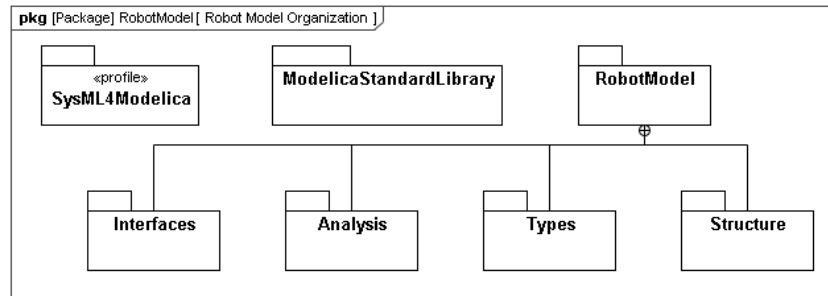 pkg [Package] RobotModel [ Robot Model Organization ]
«profile»
SysML4Modelica
ModelicaStandardLibrary
RobotModel
Interfaces
Analysis
Types
Structure